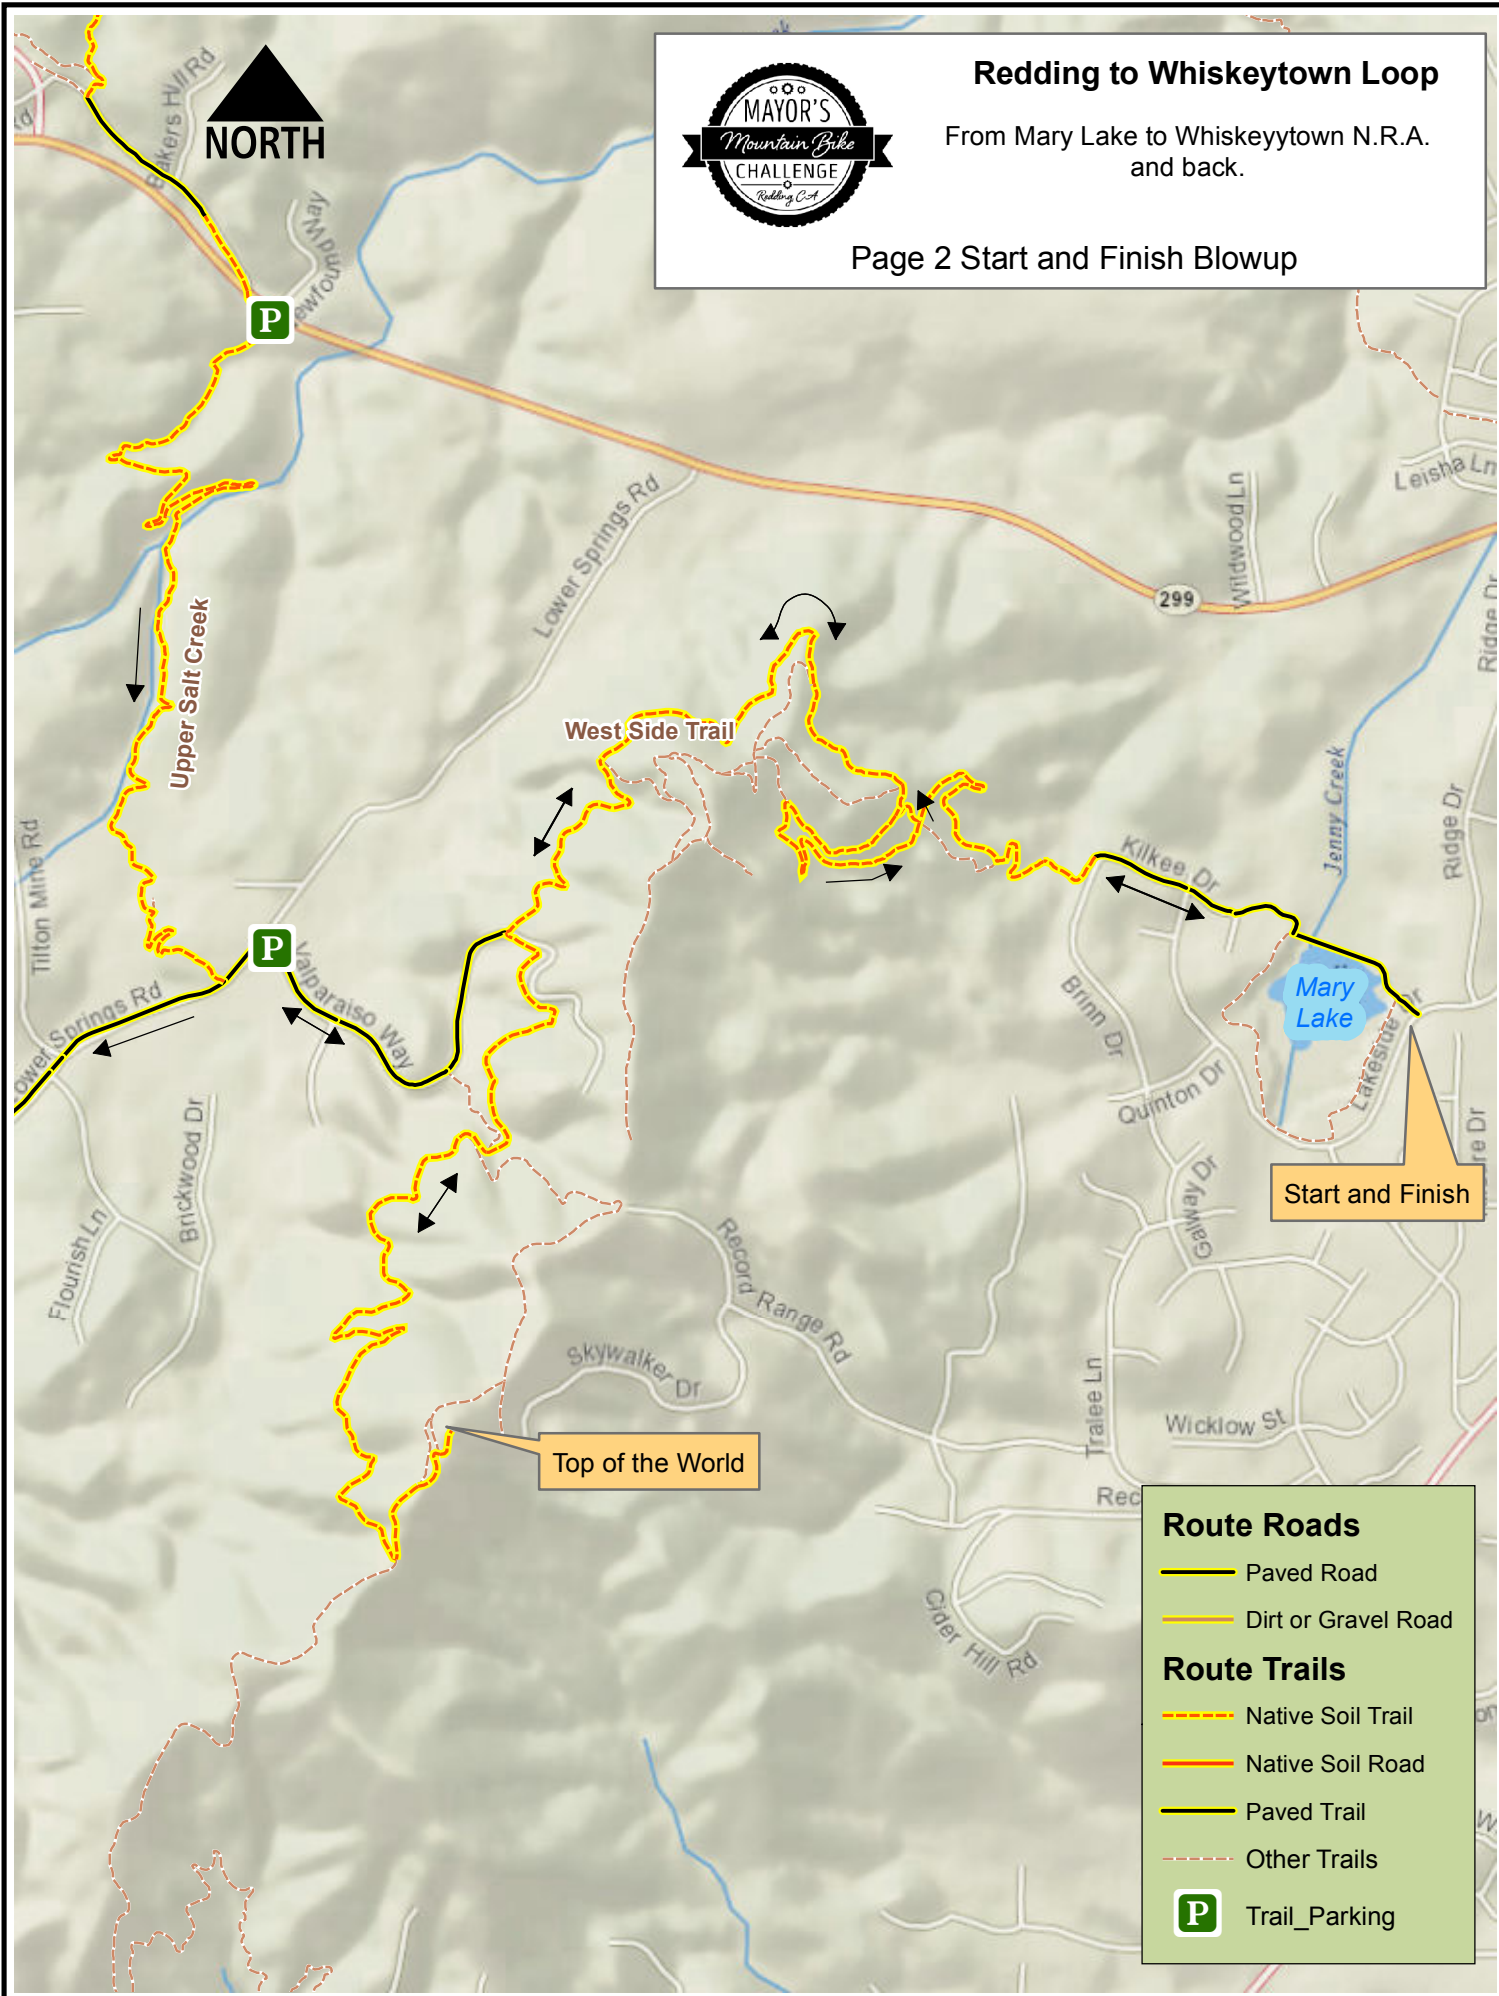 Redding to Whiskeytown Loop
From Mary Lake to Whiskeyytown N.R.A.
and back.
Page 2 Start and Finish Blowup
MAYOR'S
Mountain Bike
CHALLENGE
Redding CA
NORTH
Bakers Hill Rd
P
Leisha Ln
Wildwood Ln
Lower Springs Rd
299
Ridge Dr
Upper Salt Creek
West Side Trail
Jenny Creek
Ridge Dr
Kilkee Dr
Tilton Mine Rd
P
Valparaiso Way
Mary
Lake
Brinn Dr
Lakeside Dr
Quinton Dr
Brickwood Dr
Galway Dr
Start and Finish
Flourish Ln
Record Range Rd
Skywalker Dr
Tralee Ln
Wicklow St
Top of the World
Rec
Cider Hill Rd
Route Roads
Paved Road
Dirt or Gravel Road
Route Trails
Native Soil Trail
Native Soil Road
Paved Trail
Other Trails
P
Trail_Parking